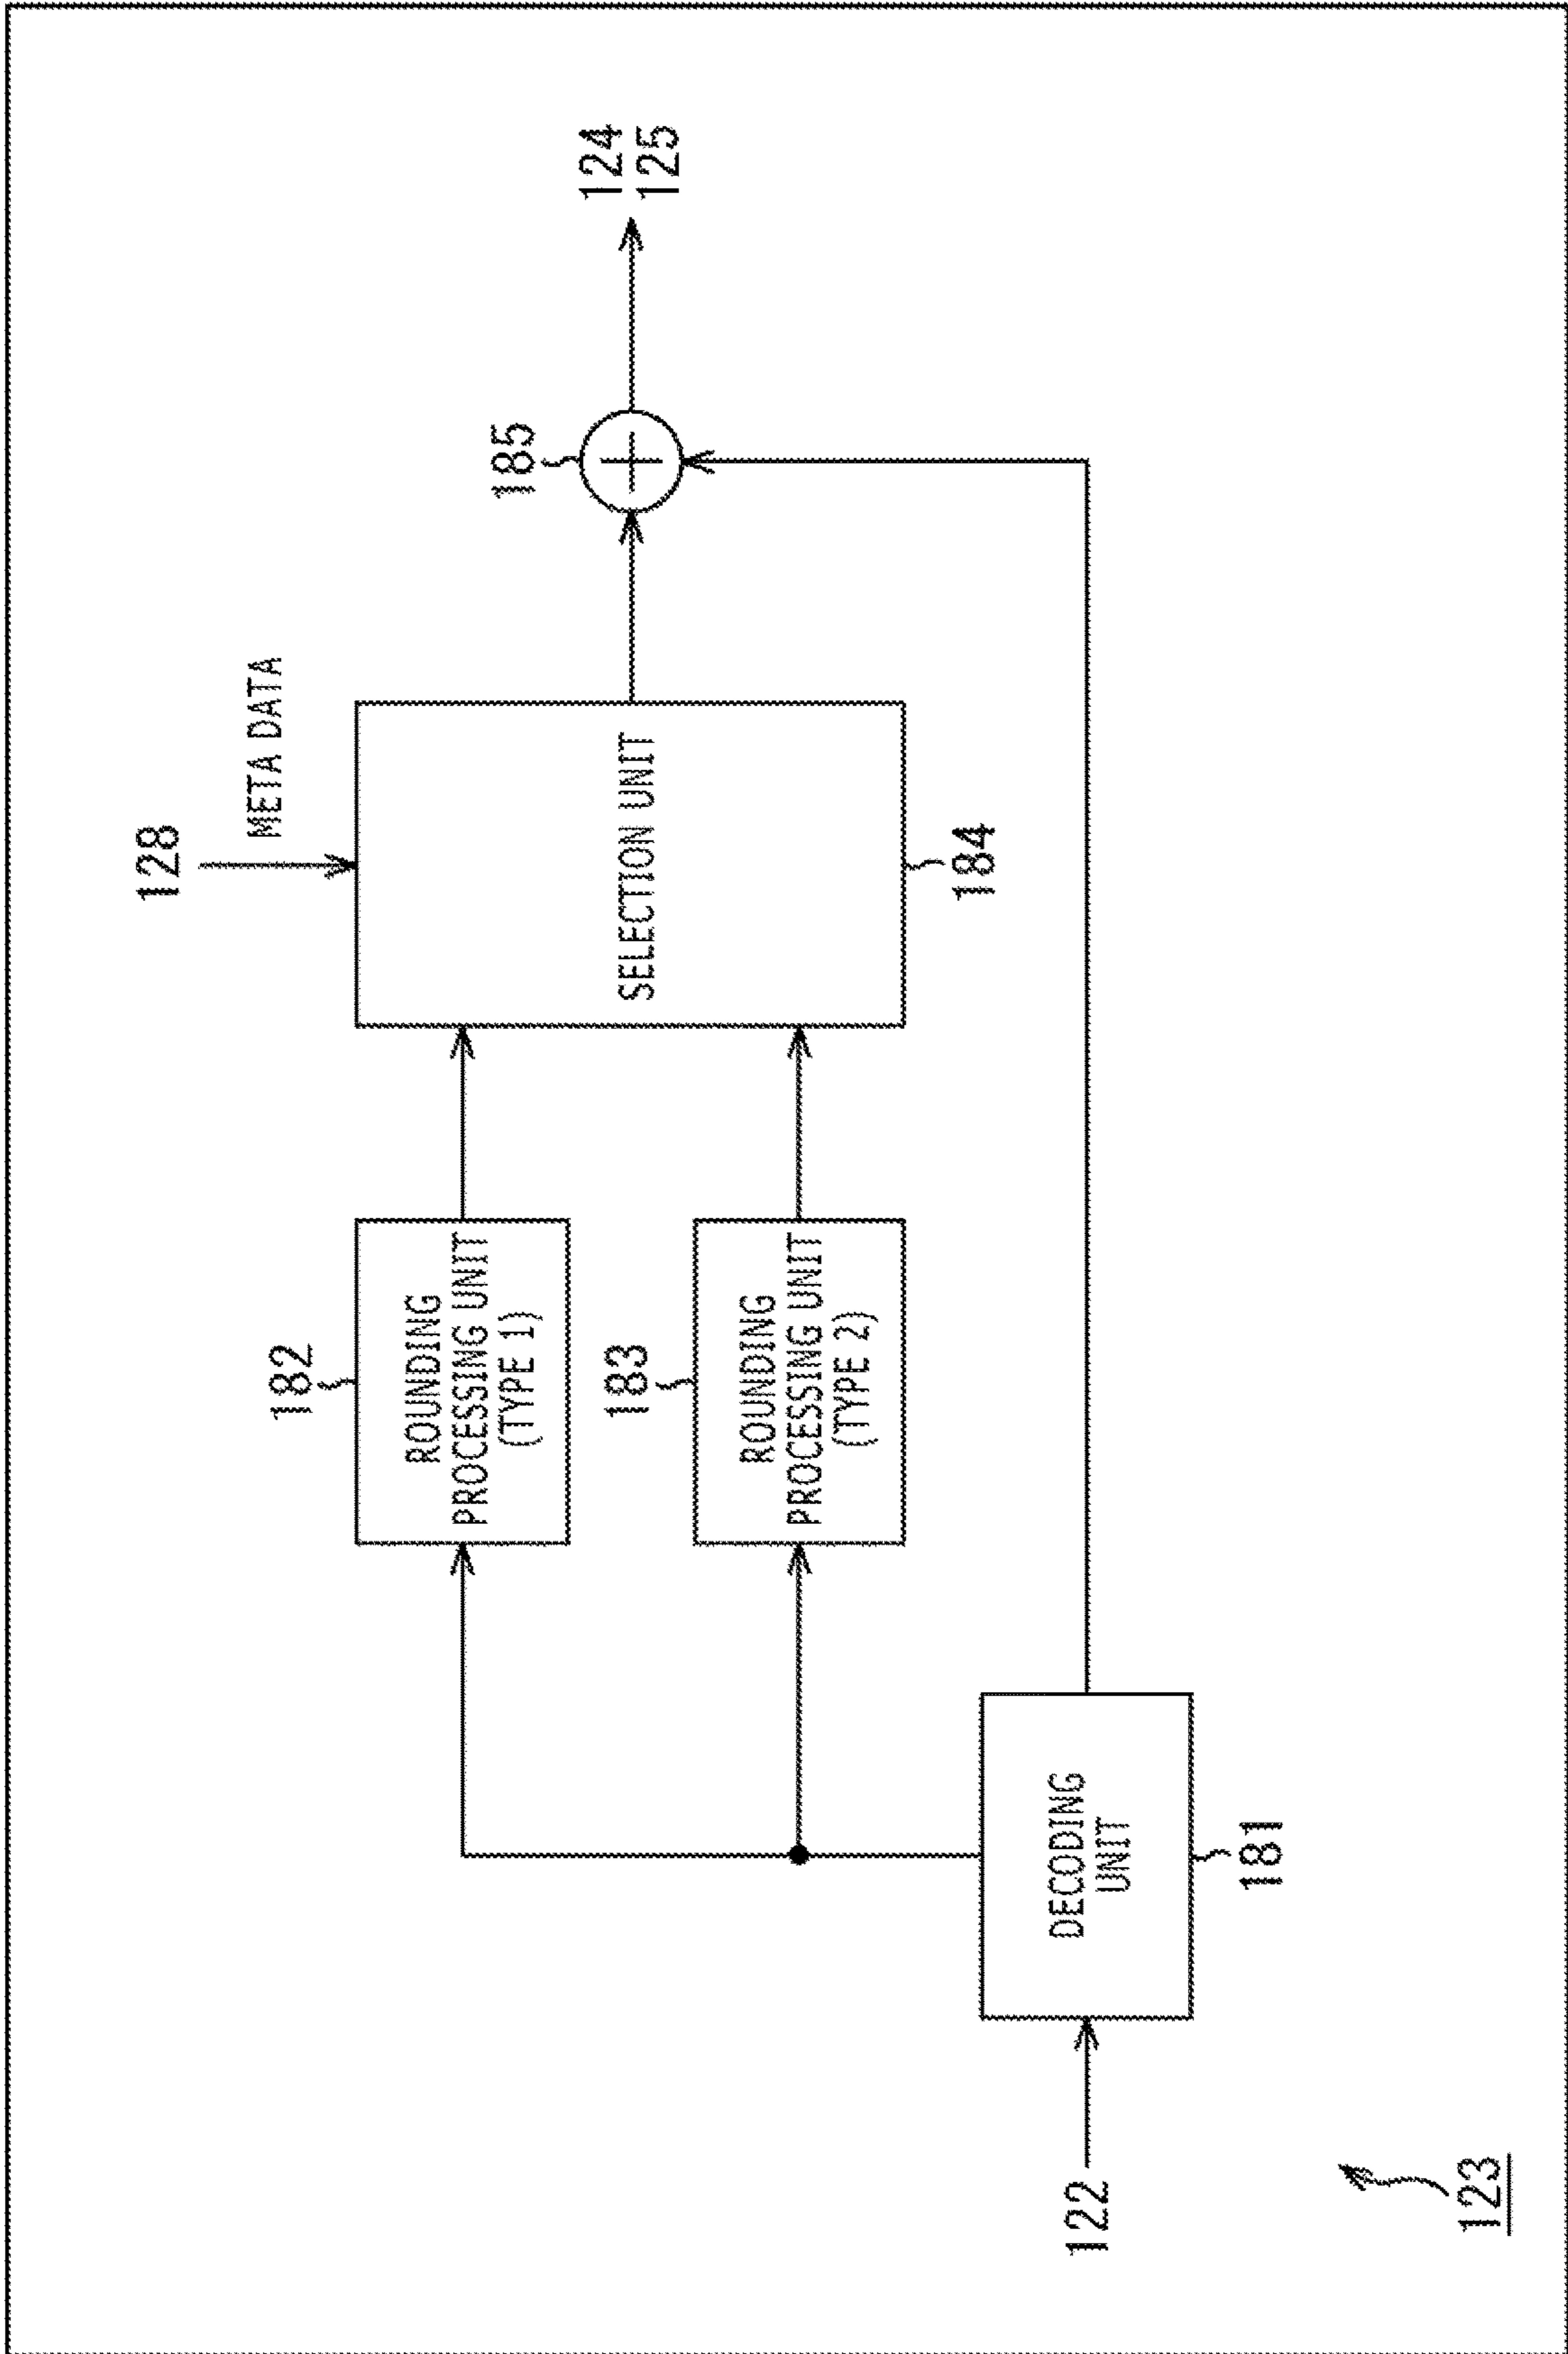 128
META DATA
182
ROUNDING
PROCESSING UNIT
(TYPE 1)
183
ROUNDING
PROCESSING UNIT
(TYPE 2)
SELECTION UNIT
184
185
124
125
122
DECODING
UNIT
181
123